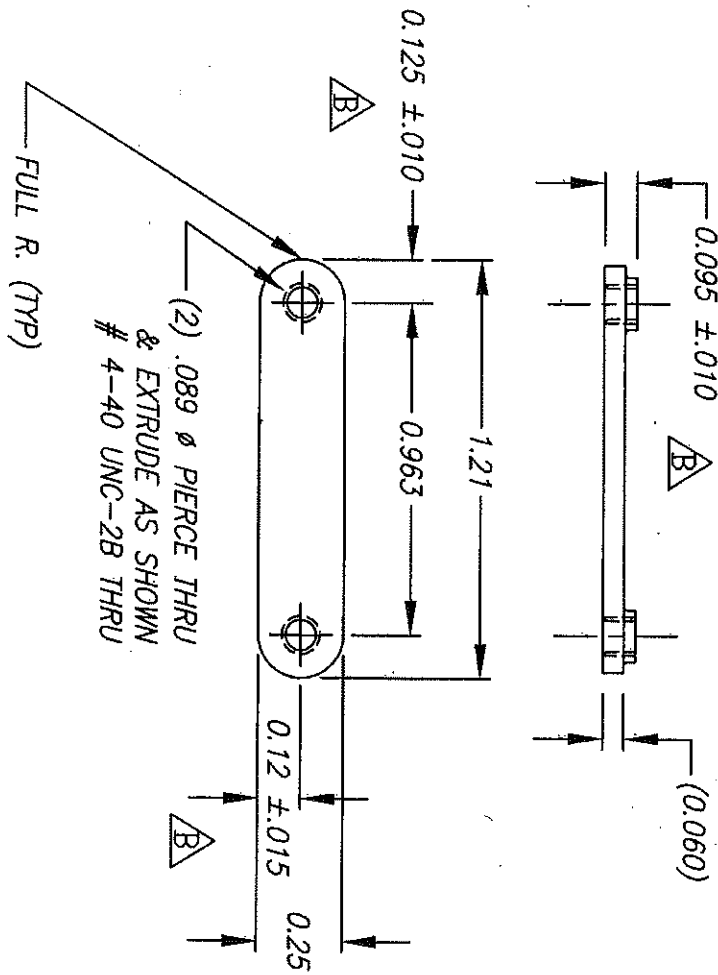 0.095 ±.010
B
(0.060)
0.125 ±.010
B
1.21
0.963
0.12 ±.015
B
0.25
(2) .089 ø PIERCE THRU
& EXTRUDE AS SHOWN
# 4-40 UNC-2B THRU
FULL R. (TYP)